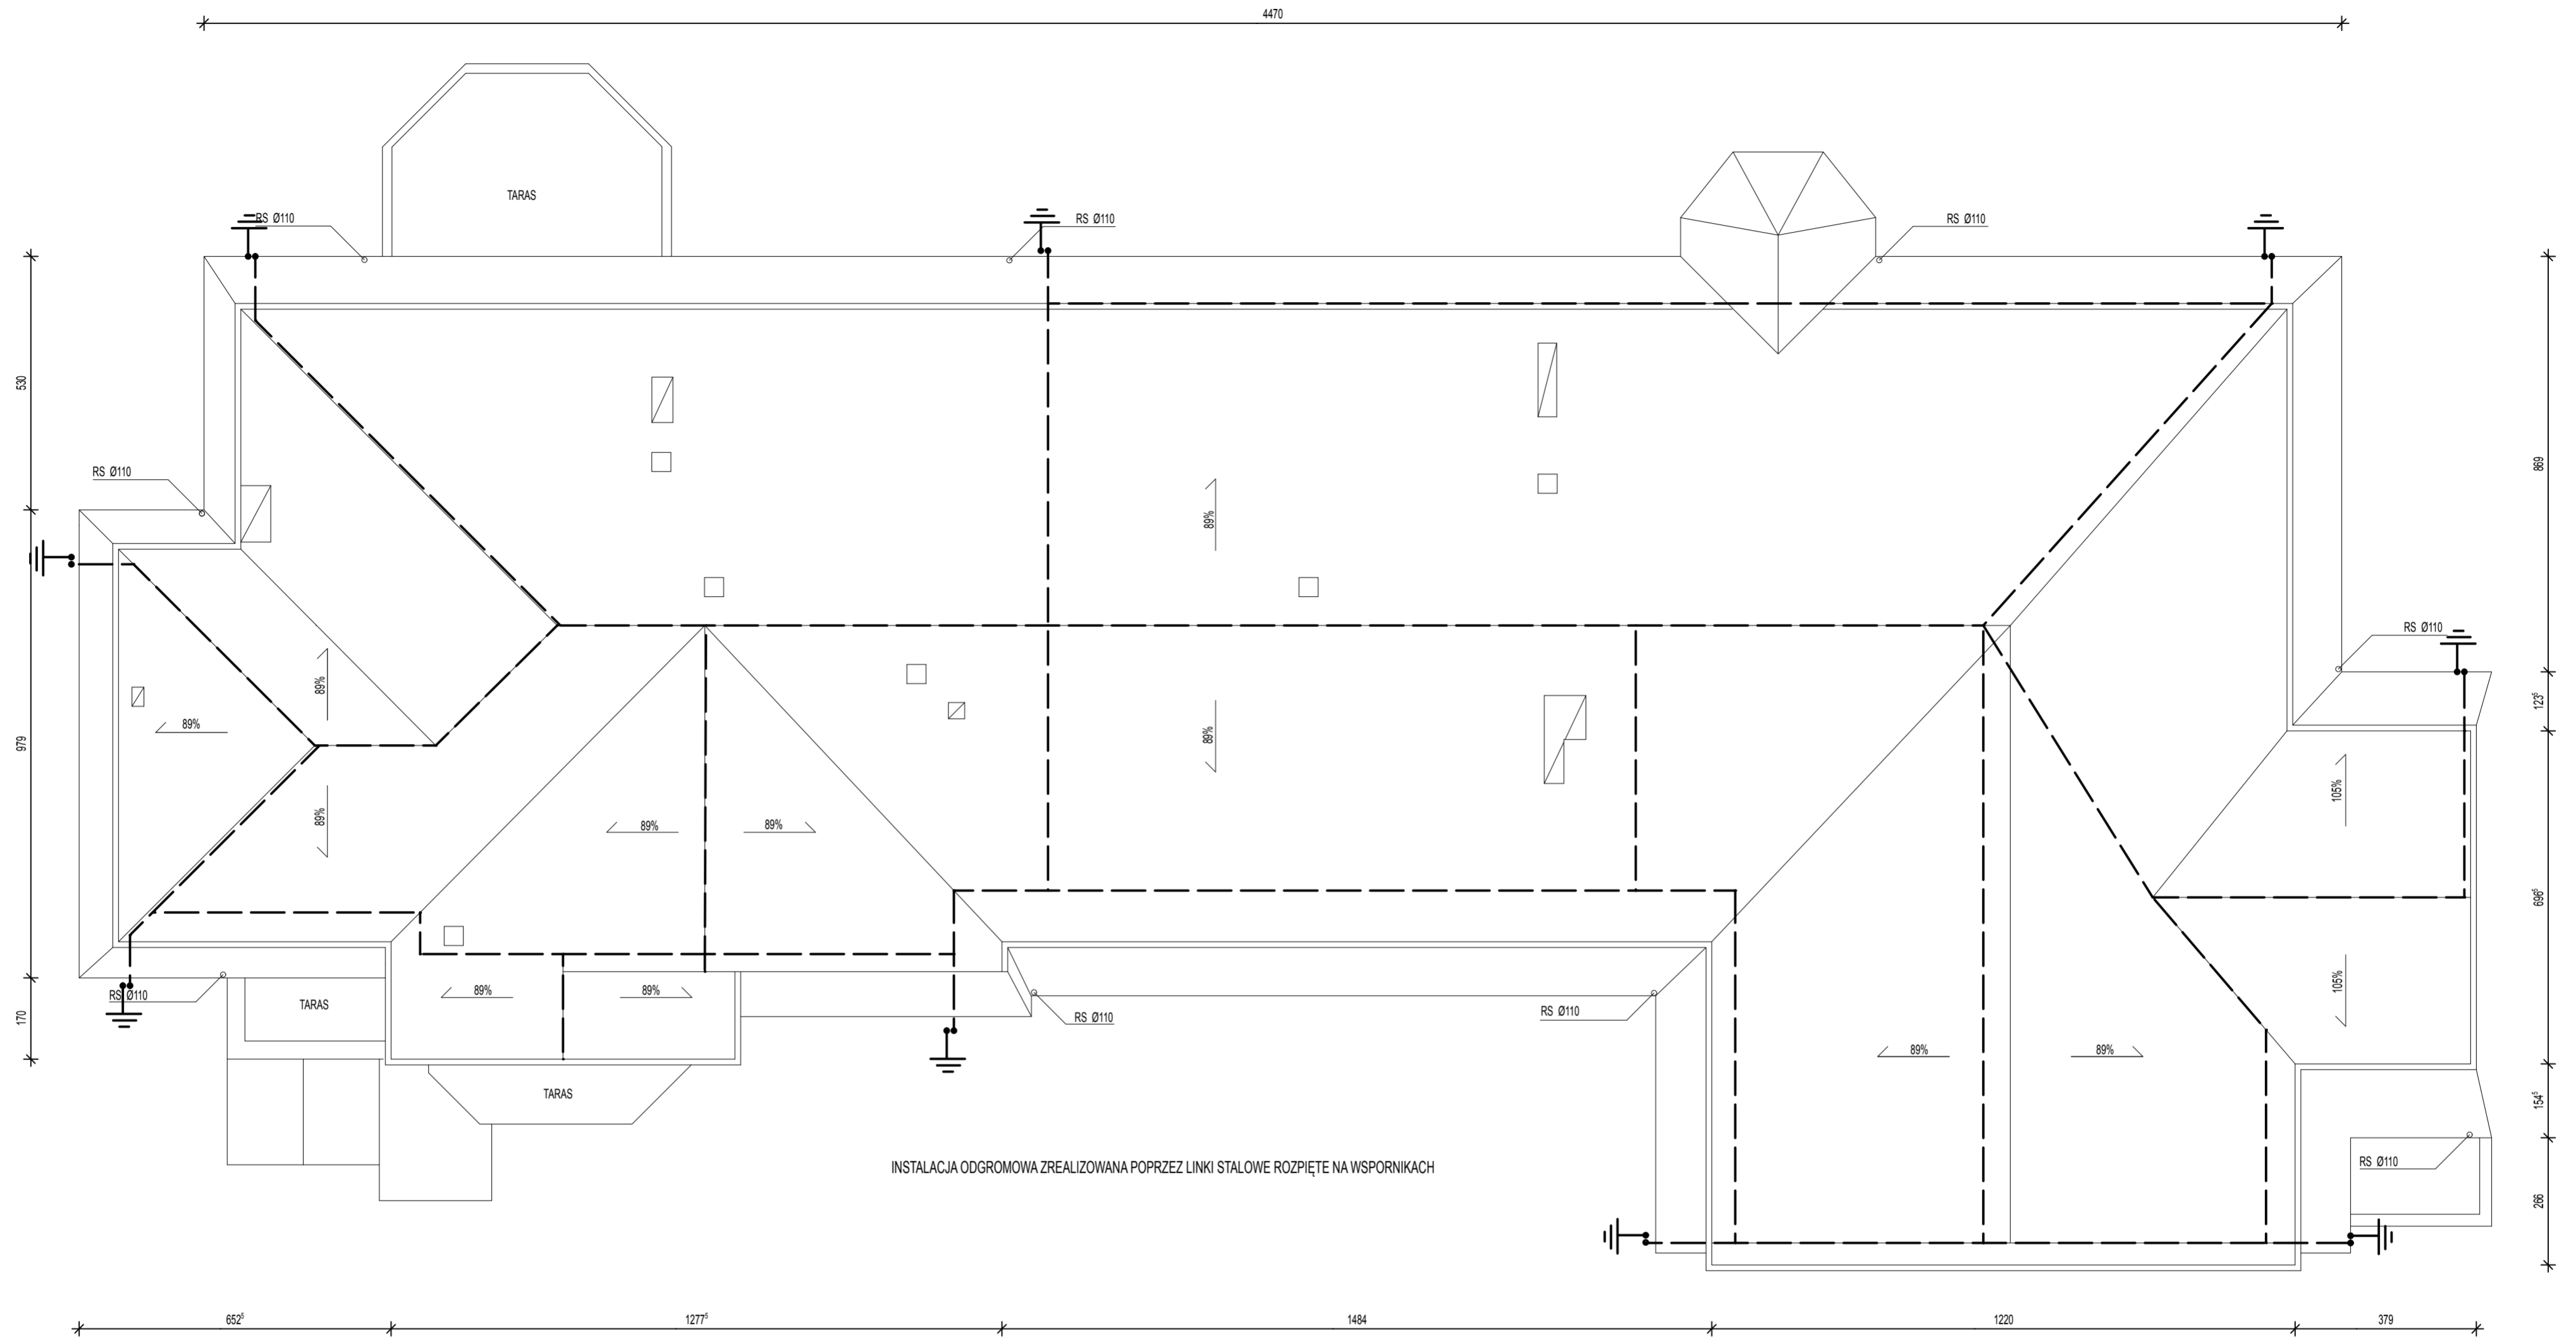 4470
TARAS
RS Ø110
RS Ø110
RS Ø110
530
869
RS Ø110
89%
RS Ø110
89%
123⁵
89%
979
89%
105%
89%
89%
89%
696⁵
89%
89%
105%
RS Ø110
TARAS
170
RS Ø110
RS Ø110
89%
89%
TARAS
154⁵
INSTALACJA ODGROMOWA ZREALIZOWANA POPRZEZ LINKI STALOWE ROZPIĘTE NA WSPORNIKACH
RS Ø110
266
652⁵
1277⁵
1484
1220
379